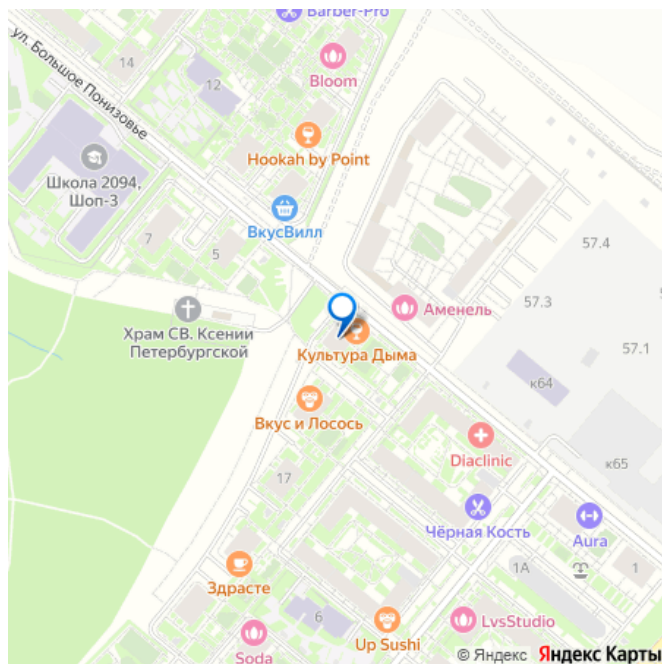 Barber-Pro
ул. Большое Понизовье
14
Bloom
12
Hookah by Point
Школа 2094,
Шоп-3
ВкусВилл
7
5
57.4
57.3
Аменель
Храм СВ. Ксении
Петербургской
57.1
Культура Дыма
к64
Вкус и Лосось
Diaclinic
к65
17
Чёрная Кость
Aura
1А
1
Здрасте
6
LvsStudio
Up Sushi
Soda
© Яндекс Яндекс Карты